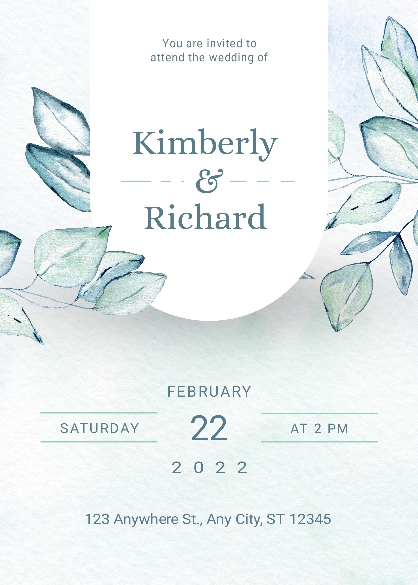 You are invited to
attend the wedding of
Kimberly
&
Richard
FEBRUARY
SATURDAY 22 AT 2 PM
2022
123 Anywhere St., Any City, ST 12345